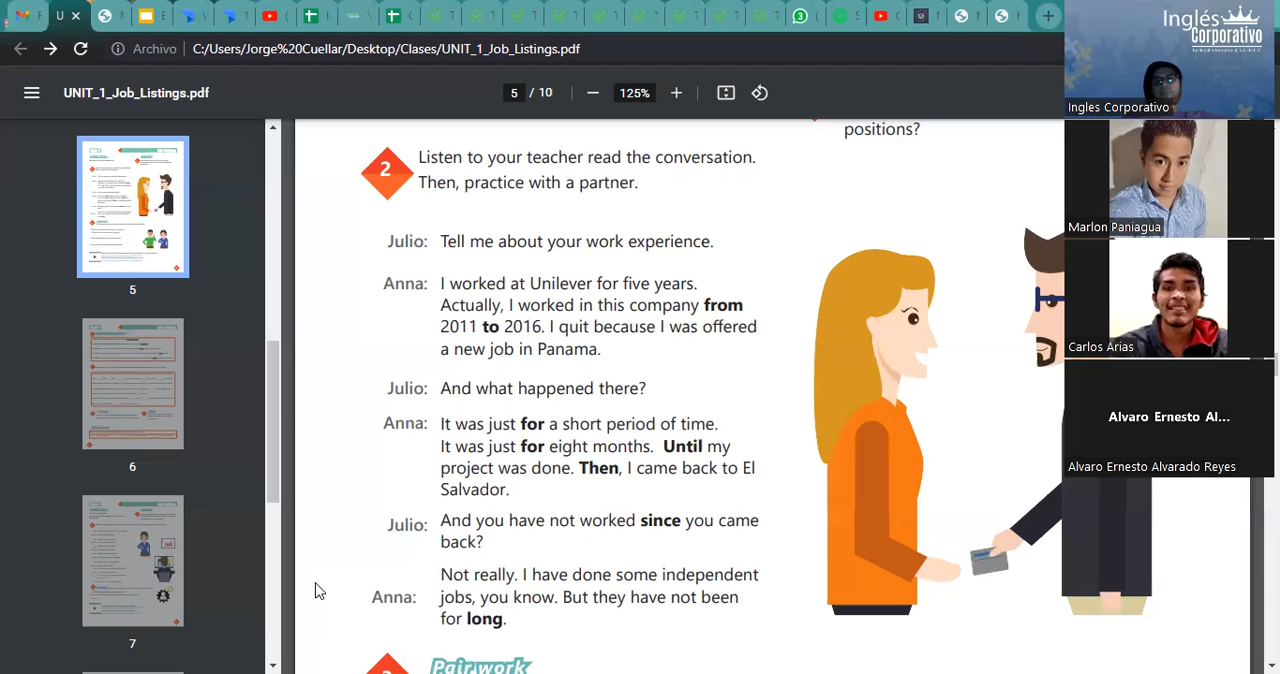 U
3
Archivo
C:/Users/Jorge%20Cuellar/Desktop/Clases/UNIT_1_Job_Listings.pdf
UNIT_1_Job_Listings.pdf
5 / 10
125%
5
6
7
positions?
2
Listen to your teacher read the conversation.
Then, practice with a partner.
Julio: Tell me about your work experience.
Anna: I worked at Unilever for five years.
Actually, I worked in this company from
2011 to 2016. I quit because I was offered
a new job in Panama.
Julio: And what happened there?
Anna: It was just for a short period of time.
It was just for eight months. Until my
project was done. Then, I came back to El
Salvador.
Julio: And you have not worked since you came
back?
Not really. I have done some independent
Anna: jobs, you know. But they have not been
for long.
Pair work
Inglés
Corporativo
Ingles Corporativo
Marlon Paniagua
Carlos Arias
Alvaro Ernesto Al...
Alvaro Ernesto Alvarado Reyes